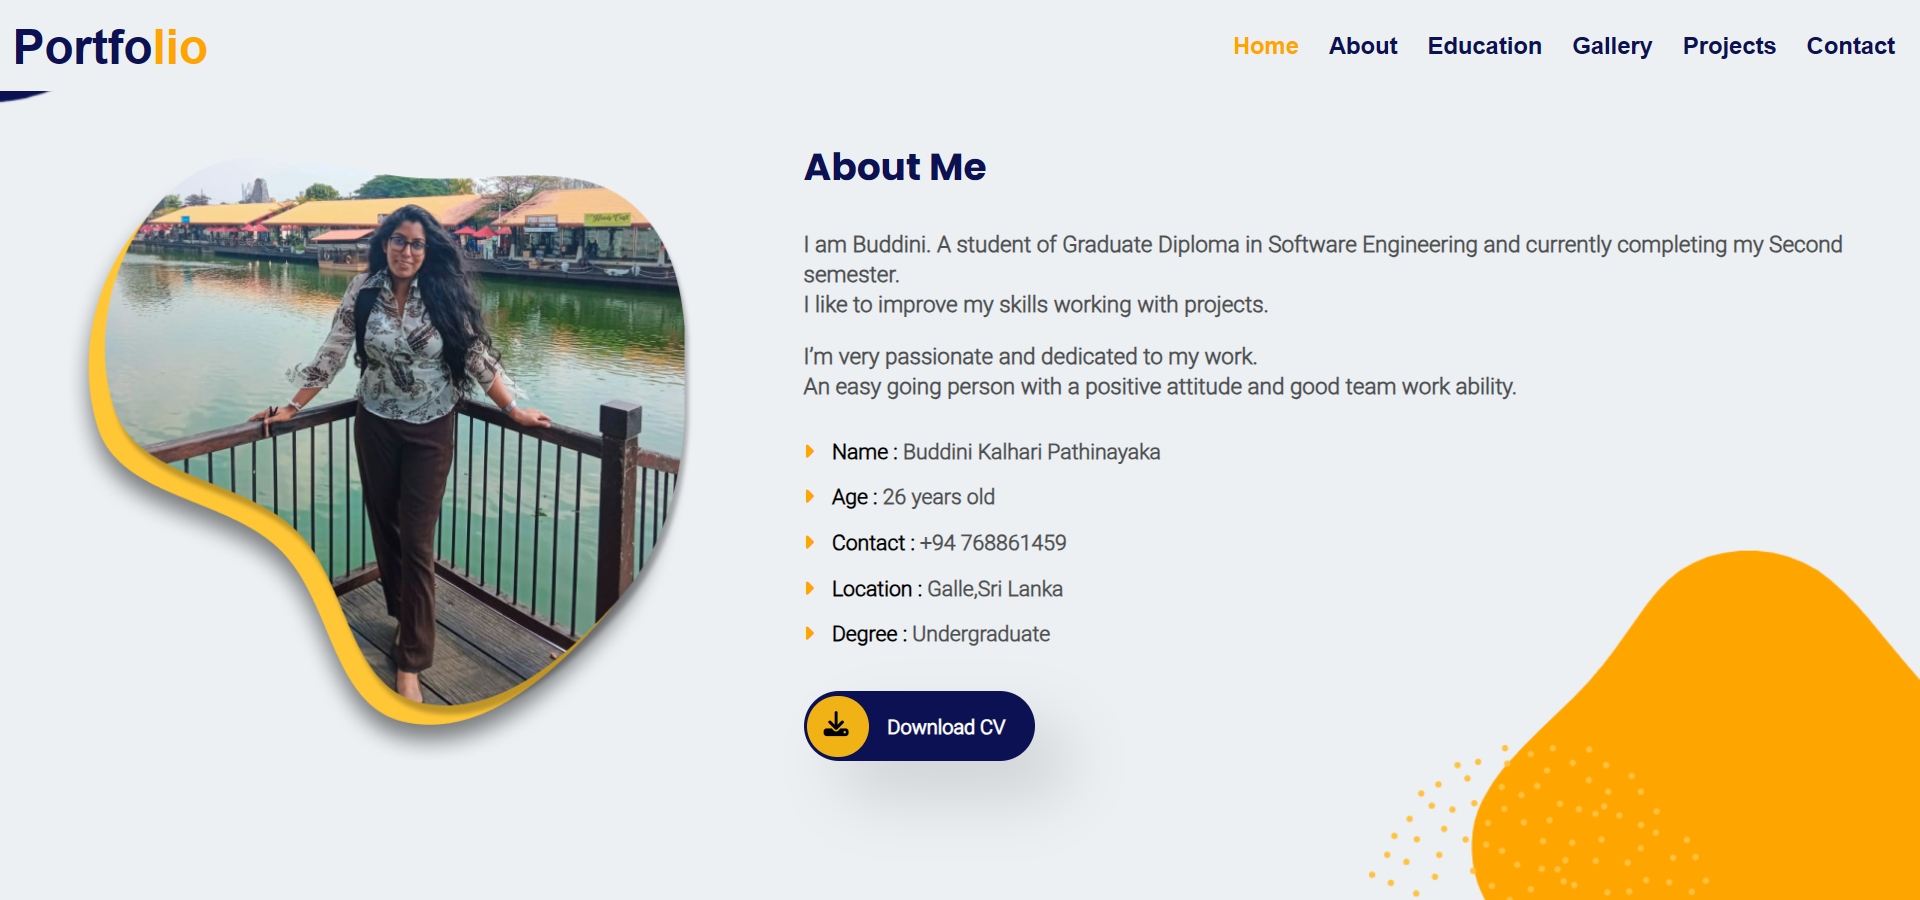 Portfolio
Home About Education Gallery Projects Contact
About Me
I am Buddini. A student of Graduate Diploma in Software Engineering and currently completing my Second
semester.
I like to improve my skills working with projects.
I'm very passionate and dedicated to my work.
An easy going person with a positive attitude and good team work ability.
Name : Buddini Kalhari Pathinayaka
Age : 26 years old
Contact : +94 768861459
Location : Galle,Sri Lanka
Degree : Undergraduate
Download CV